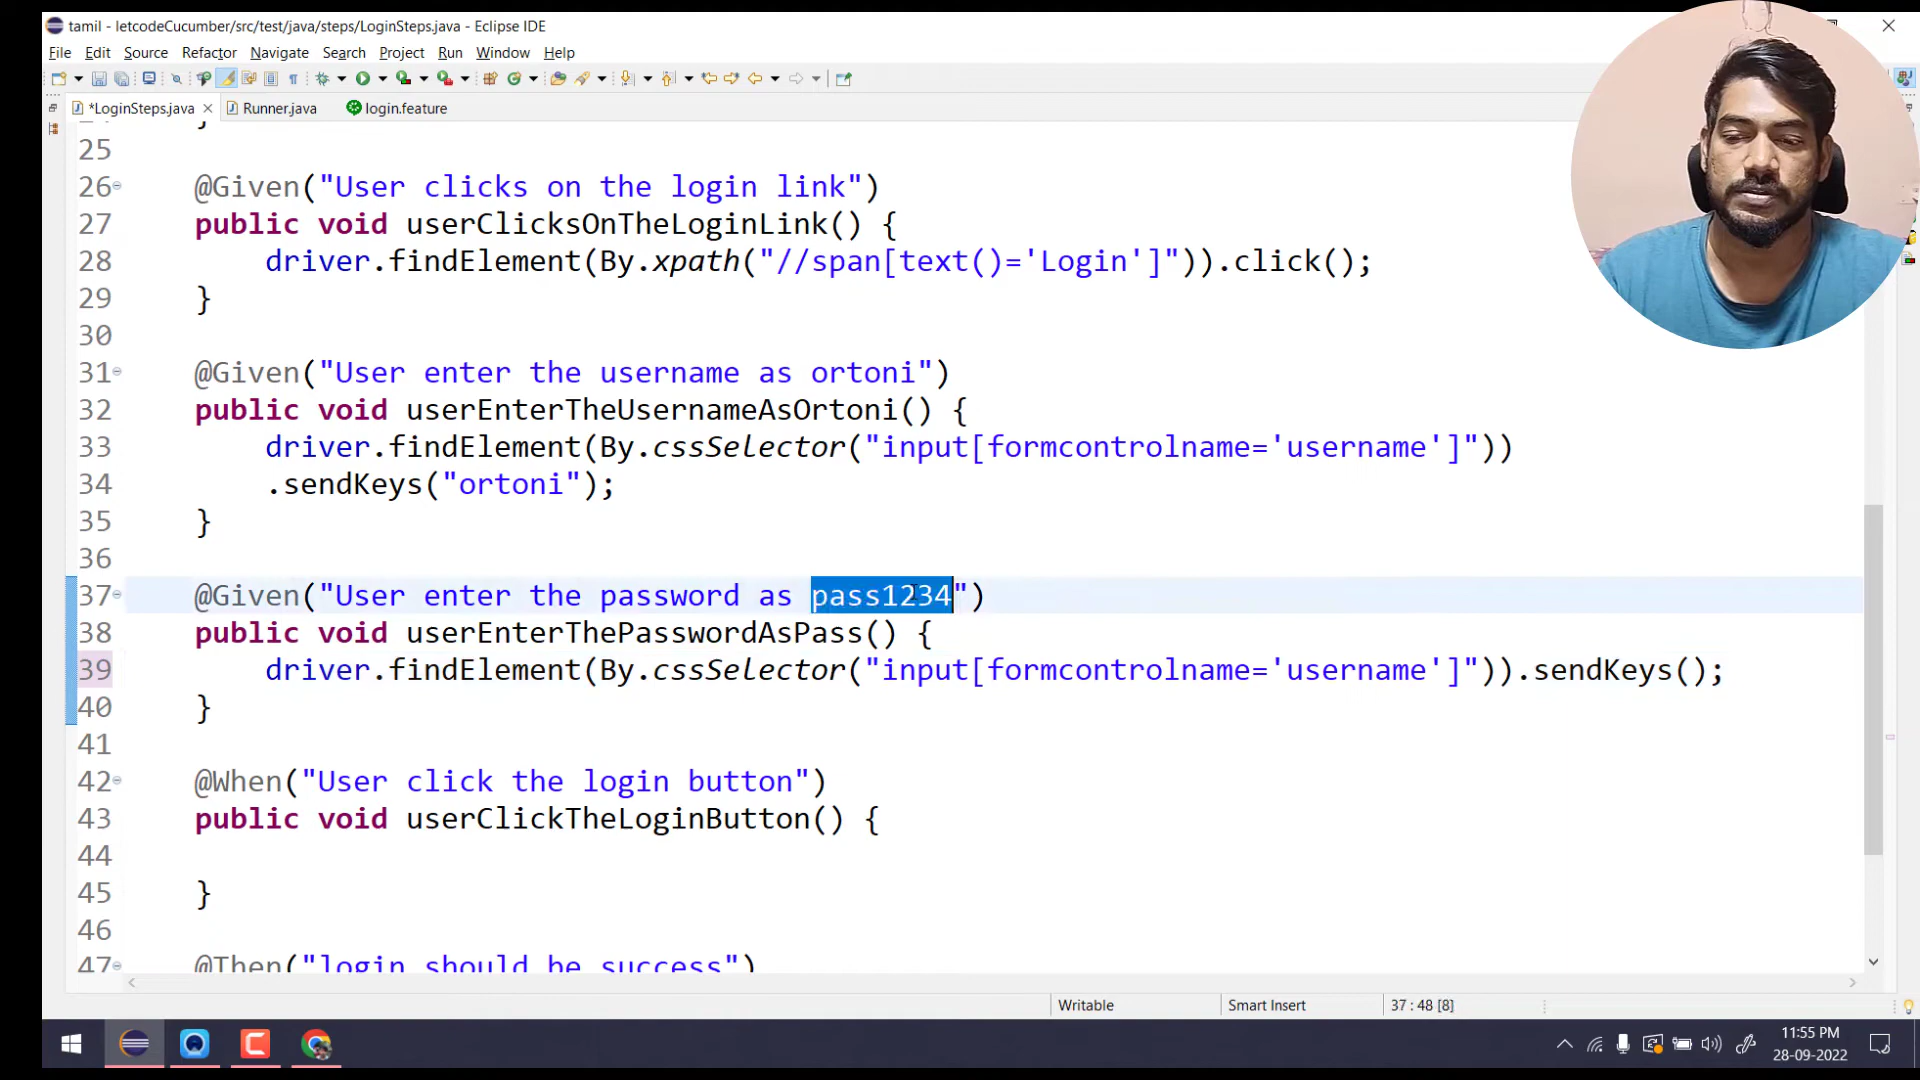 tamil - letcodeCucumber/src/test/java/steps/LoginSteps.java - Eclipse IDE
File Edit Source Refactor Navigate Search Project Run Window Help
*LoginSteps.java Runner.java login.feature
25
26 @Given("User clicks on the login link")
27 public void userClicksOnTheLoginLink() {
28 driver.findElement(By.xpath("//span[text()='Login']")).click();
29 }
30
31 @Given("User enter the username as ortoni")
32 public void userEnterTheUsernameAsOrtoni() {
33 driver.findElement(By.cssSelector("input[formcontrolname='username']"))
34 .sendKeys("ortoni");
35 }
36
37 @Given("User enter the password as pass1234")
38 public void userEnterThePasswordAsPass() {
39 driver.findElement(By.cssSelector("input[formcontrolname='username']")).sendKeys();
40 }
41
42 @When("User click the login button")
43 public void userClickTheLoginButton() {
44
45 }
46
47 @Then("login should be success")
Writable Smart Insert 37 : 48 [8]
11:55 PM
28-09-2022